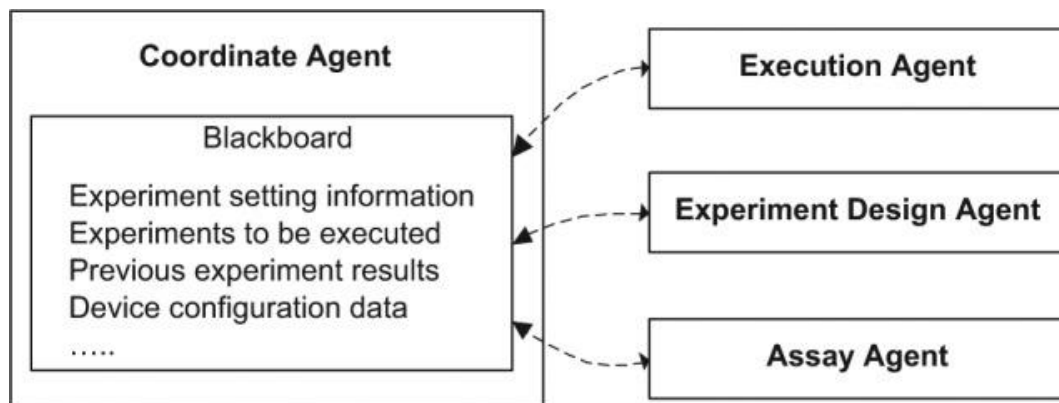 Coordinate Agent
Blackboard
Experiment setting information
Experiments to be executed
Previous experiment results
Device configuration data
.....
Execution Agent
Experiment Design Agent
Assay Agent